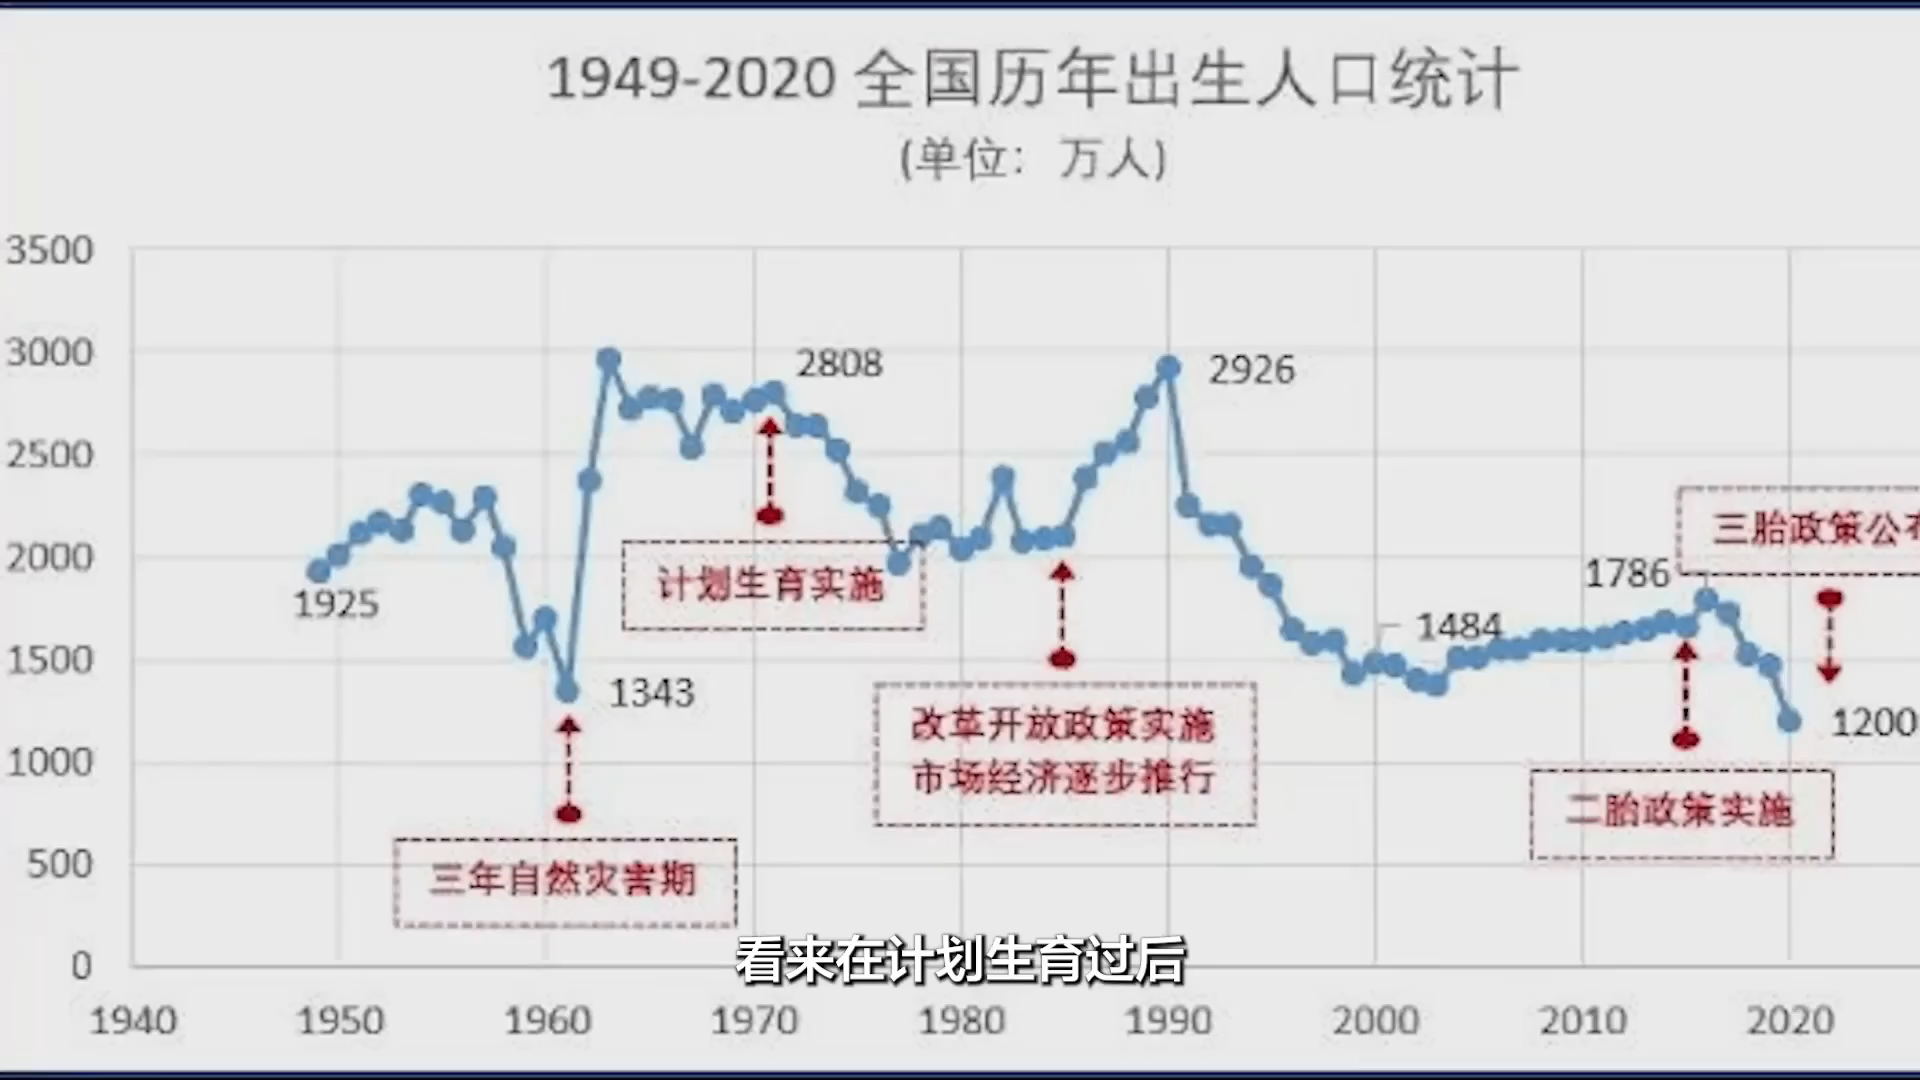 1949-2020 全国历年出生人口统计
(单位：万人)
3500
3000
2500
2000
1500
1000
500
0
1925
1343
2808
2926
1484
1786
1200
三年自然灾害期
计划生育实施
改革开放政策实施
市场经济逐步推行
二胎政策实施
三胎政策公
看来在计划生育过后
1940 1950 1960 1970 1980 1990 2000 2010 2020